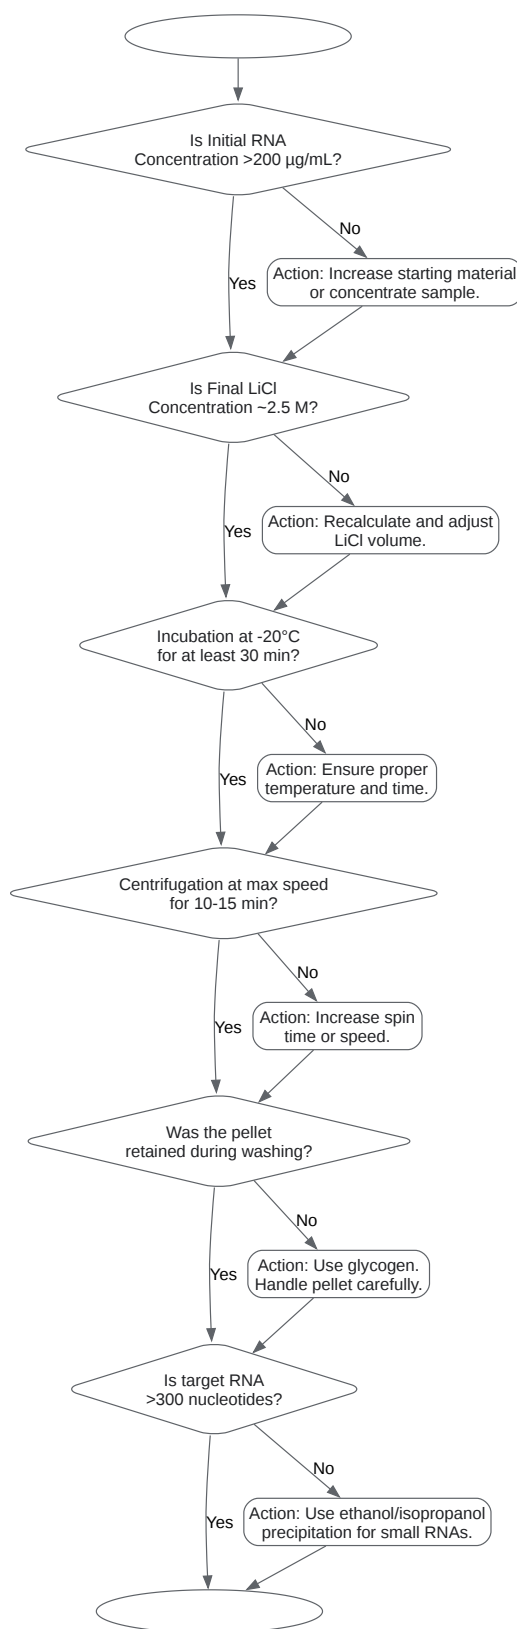 Is Initial RNA
Concentration >200 µg/mL?
No
Yes
Action: Increase starting material
or concentrate sample.
Is Final LiCl
Concentration ~2.5 M?
No
Yes
Action: Recalculate and adjust
LiCl volume.
Incubation at -20°C
for at least 30 min?
No
Yes
Action: Ensure proper
temperature and time.
Centrifugation at max speed
for 10-15 min?
No
Yes
Action: Increase spin
time or speed.
Was the pellet
retained during washing?
No
Yes
Action: Use glycogen.
Handle pellet carefully.
Is target RNA
>300 nucleotides?
No
Yes
Action: Use ethanol/isopropanol
precipitation for small RNAs.